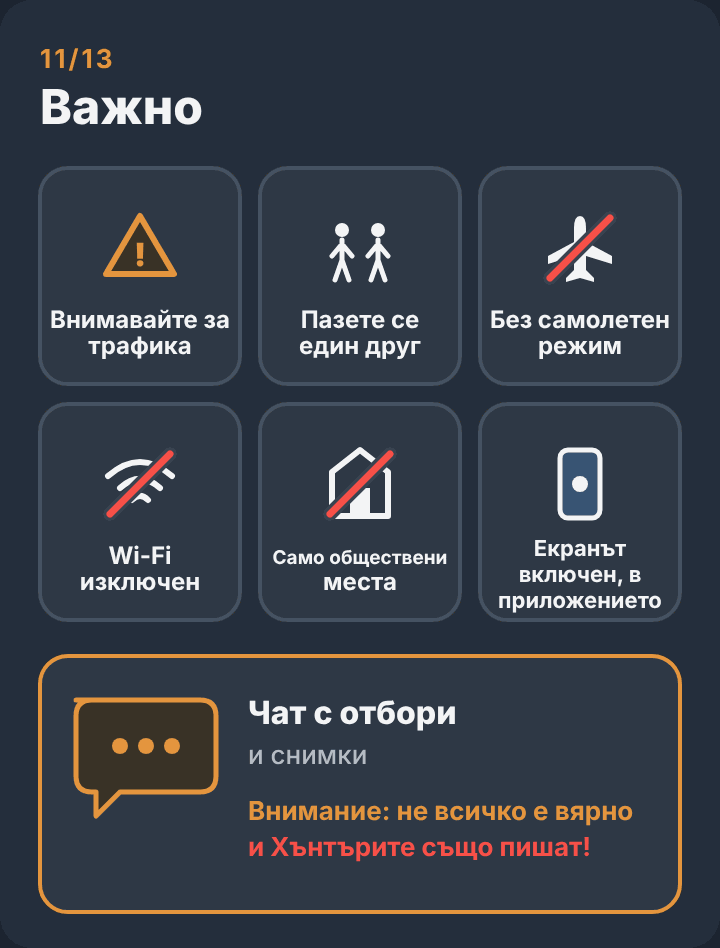 11/13
Важно
Внимавайте за
трафика
Пазете се
един друг
Без самолетен
режим
Wi-Fi
изключен
Само обществени
места
Екранът
включен, в
приложението
Чат с отбори
и снимки
Внимание: не всичко е вярно
и Хънтърите също пишат!